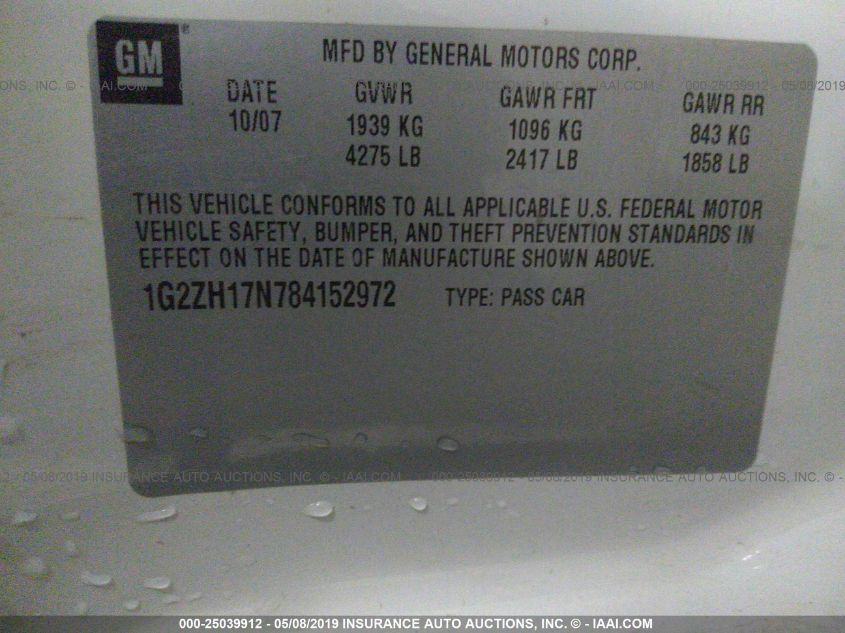 GM
MFD BY GENERAL MOTORS CORP.
DATE GVWR GAWR FRT GAWR RR
10/07 1939 KG 1096 KG 843 KG
4275 LB 2417 LB 1858 LB
THIS VEHICLE CONFORMS TO ALL APPLICABLE U.S. FEDERAL MOTOR
VEHICLE SAFETY, BUMPER, AND THEFT PREVENTION STANDARDS IN
EFFECT ON THE DATE OF MANUFACTURE SHOWN ABOVE.
1G2ZH17N784152972 TYPE: PASS CAR
000-25039912 - 05/08/2019 INSURANCE AUTO AUCTIONS, INC. © - IAAI.COM